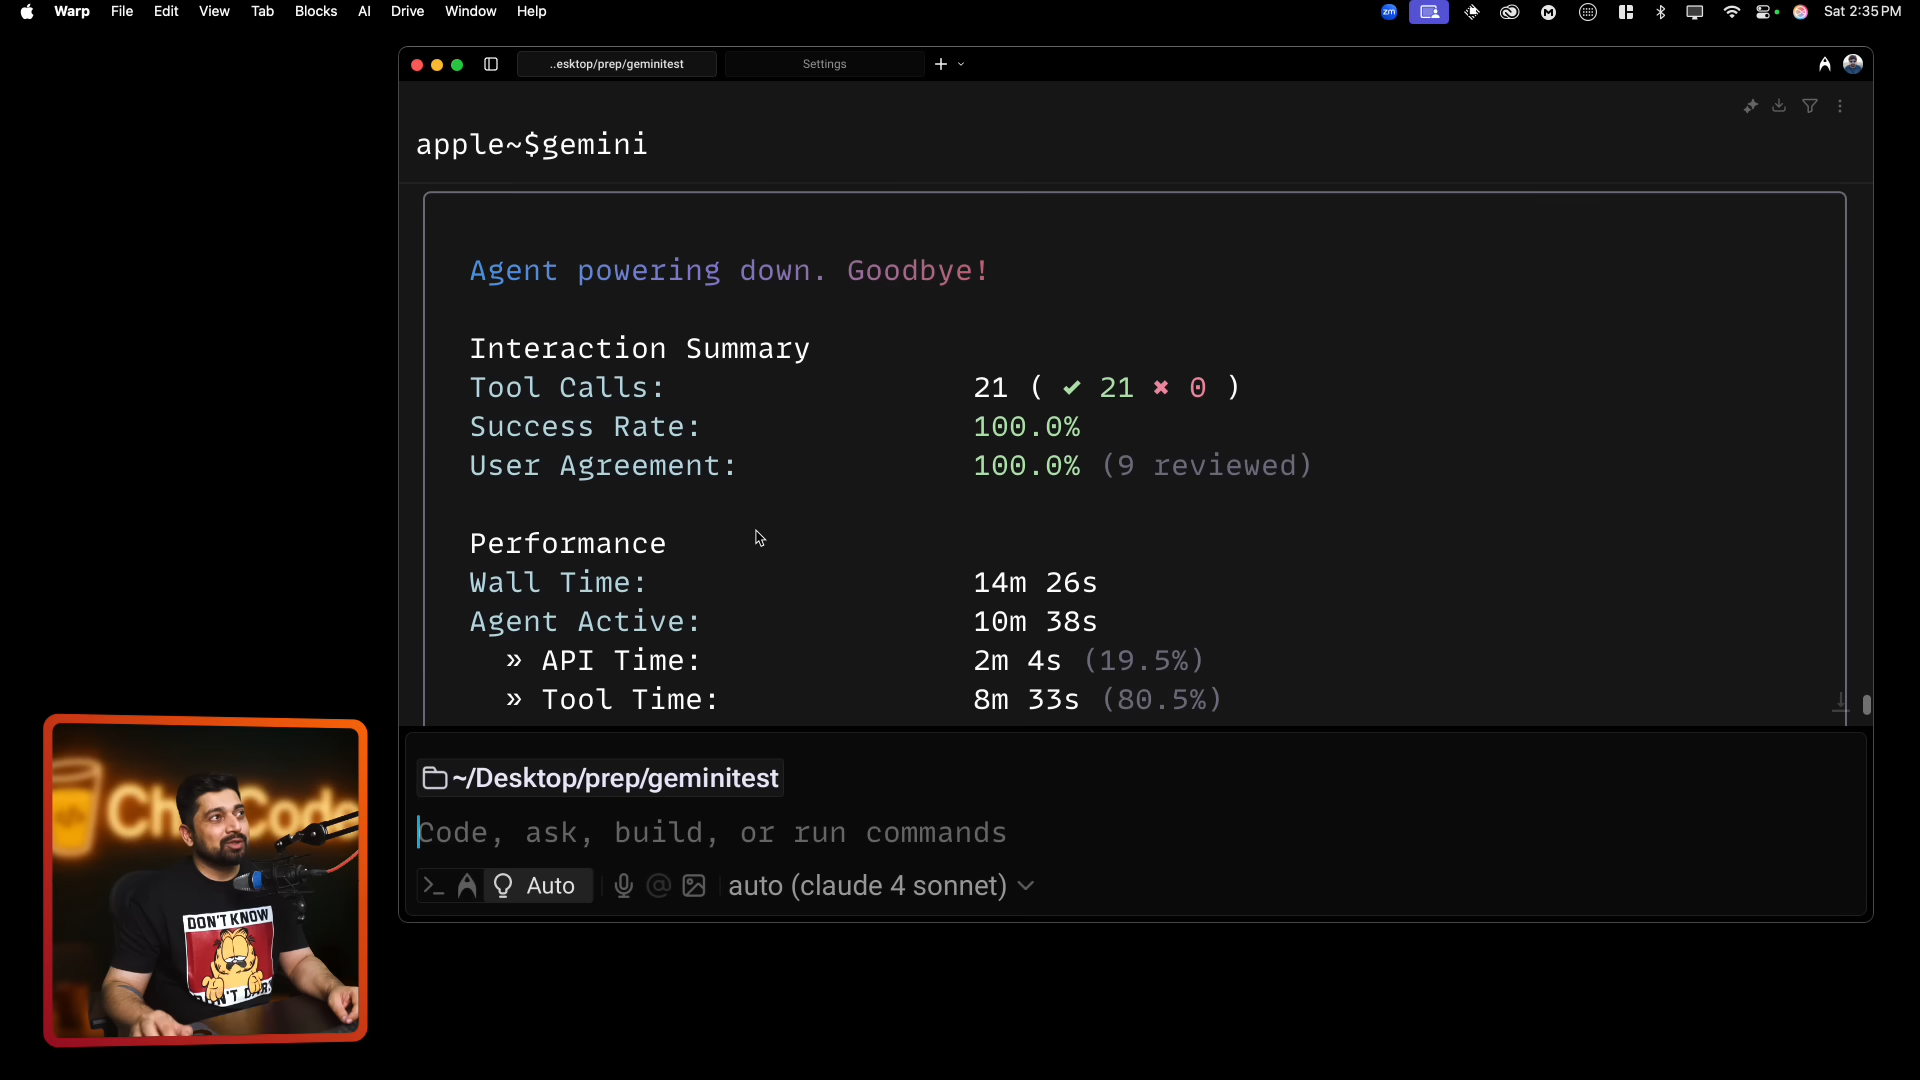 Warp File Edit View Tab Blocks AI Drive Window Help
zm
Sat 2:35 PM
..esktop/prep/geminitest
Settings
apple~$gemini
Agent powering down. Goodbye!
Interaction Summary
Tool Calls: 21 ( ✔ 21 ✖ 0 )
Success Rate: 100.0%
User Agreement: 100.0% (9 reviewed)
Performance
Wall Time: 14m 26s
Agent Active: 10m 38s
» API Time: 2m 4s (19.5%)
» Tool Time: 8m 33s (80.5%)
~/Desktop/prep/geminitest
Code, ask, build, or run commands
Auto
auto (claude 4 sonnet)
DON'T KNOW